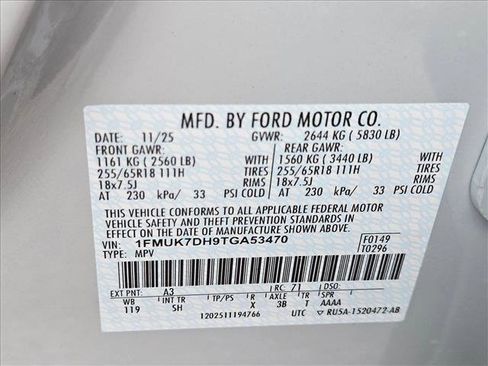 MFD. BY FORD MOTOR CO.
DATE: 11/25 GVWR: 2644 KG ( 5830 LB)
FRONT GAWR: REAR GAWR:
1161 KG ( 2560 LB) WITH 1560 KG ( 3440 LB) WITH
255/65R18 111H TIRES 255/65R18 111H TIRES
18x7.5J RIMS 18x7.5J RIMS
AT 230 kPa/ 33 PSI COLD AT 230 kPa/ 33 PSI COLD
THIS VEHICLE CONFORMS TO ALL APPLICABLE FEDERAL MOTOR
VEHICLE SAFETY AND THEFT PREVENTION STANDARDS IN EFFECT
ON THE DATE OF MANUFACTURE SHOWN ABOVE.
VIN: 1FMUK7DH9TGA53470 F0149
TYPE: MPV T0296
EXT PNT: A3 RC: 71 DSO:
WB INT TR TP/PS R AXLE TR SPR
119 SH X 3B T AAAA
1202511194766 UTC ▽ RU5A-1520472-AB